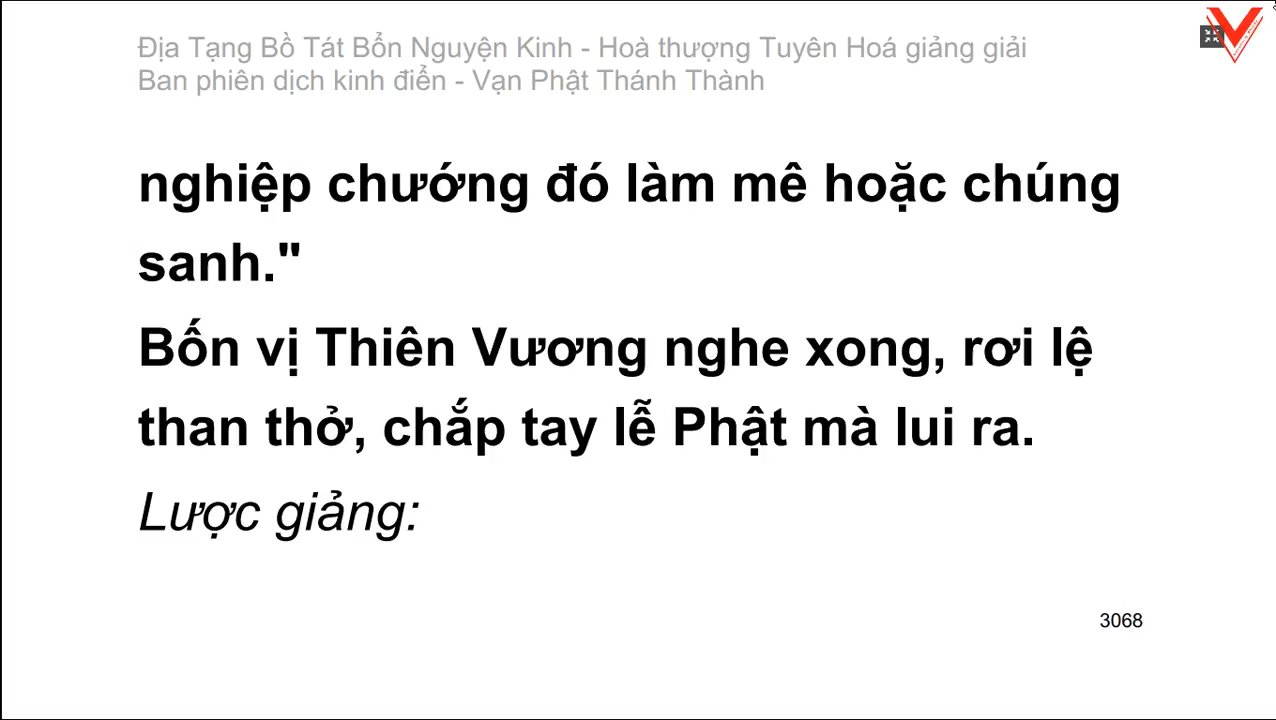 Địa Tạng Bồ Tát Bổn Nguyện Kinh - Hoà thượng Tuyên Hoá giảng giải
Ban phiên dịch kinh điển - Vạn Phật Thánh Thành
nghiệp chướng đó làm mê hoặc chúng
sanh."
Bốn vị Thiên Vương nghe xong, rơi lệ
than thở, chắp tay lễ Phật mà lui ra.
Lược giảng:
3068